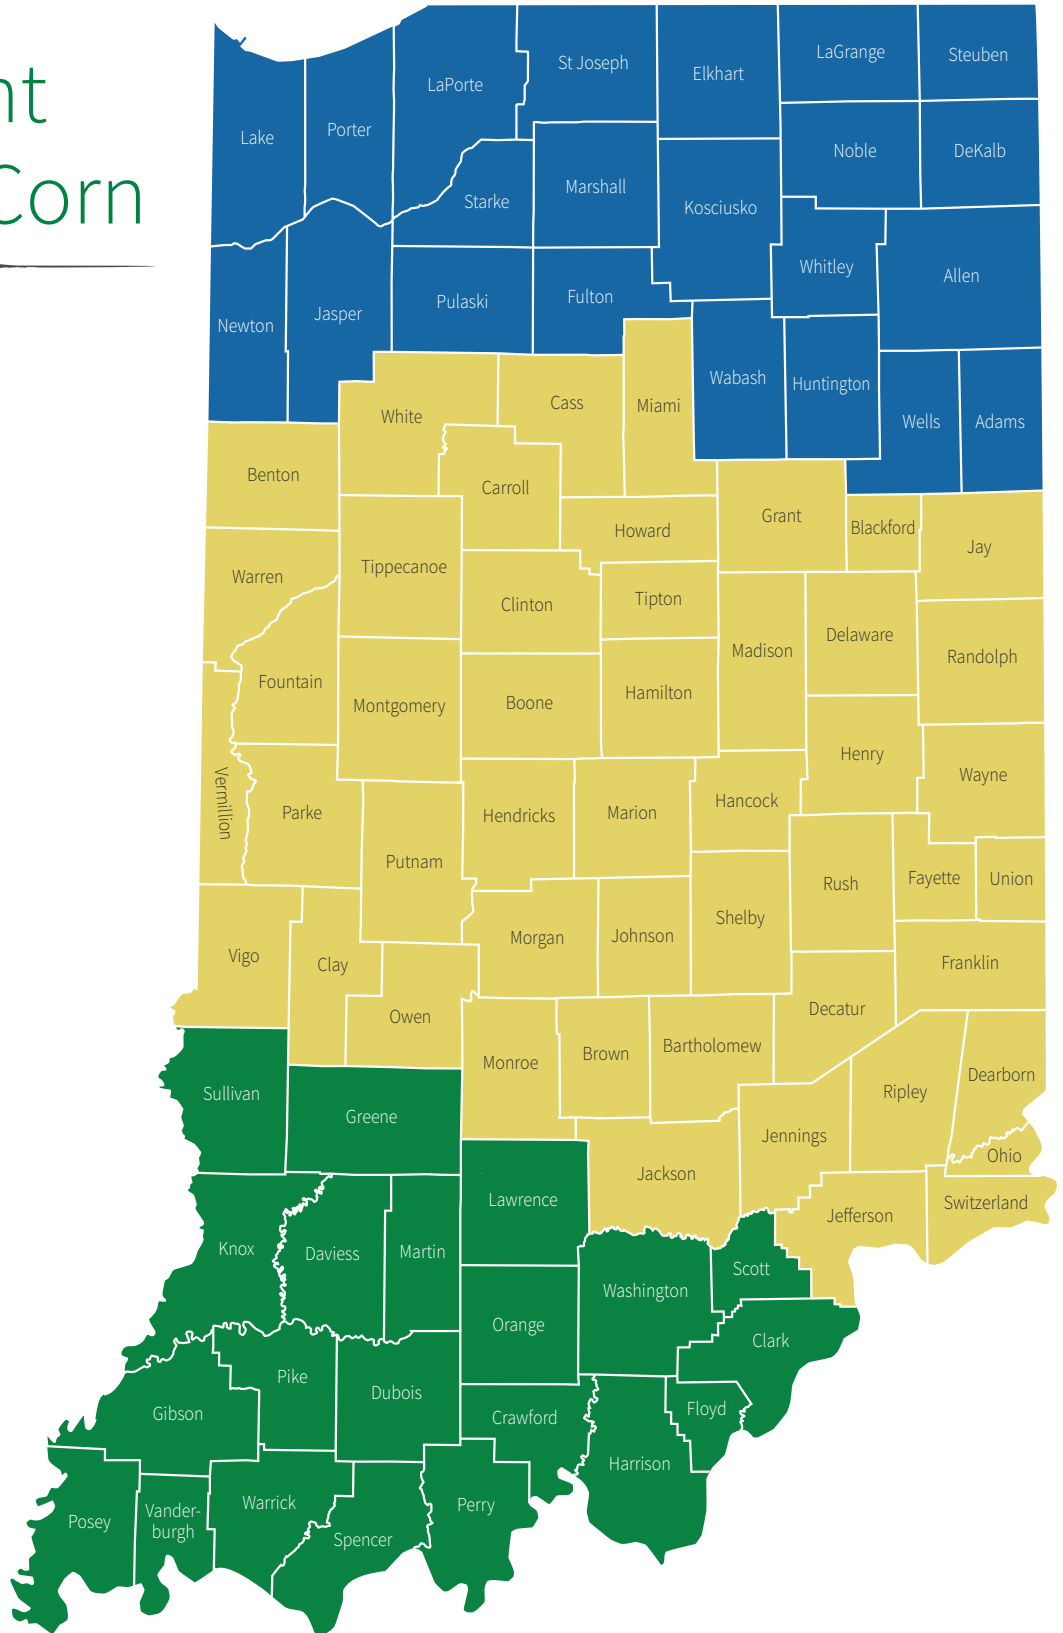 nt
Corn
LaGrange
Steuben
St Joseph
Elkhart
LaPorte
Porter
Lake
Noble
DeKalb
Marshall
Starke
Kosciusko
Whitley
Allen
Fulton
Pulaski
Jasper
Newton
Wabash
Huntington
Wells
Adams
White
Cass
Miami
Benton
Carroll
Grant
Blackford
Howard
Jay
Tippecanoe
Warren
Clinton
Tipton
Delaware
Madison
Randolph
Fountain
Montgomery
Boone
Hamilton
Henry
Wayne
Vermillion
Parke
Hendricks
Marion
Hancock
Putnam
Rush
Fayette
Union
Shelby
Morgan
Johnson
Vigo
Clay
Franklin
Decatur
Owen
Monroe
Brown
Bartholomew
Dearborn
Ripley
Sullivan
Greene
Jennings
Ohio
Jackson
Lawrence
Switzerland
Jefferson
Knox
Daviess
Martin
Scott
Washington
Orange
Clark
Pike
Dubois
Floyd
Gibson
Crawford
Harrison
Warrick
Perry
Posey
Vander-
burgh
Spencer